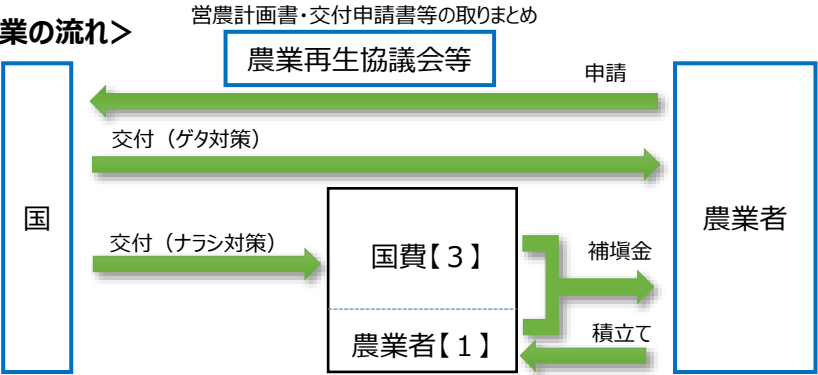 業の流れ>
営農計画書・交付申請書等の取りまとめ
農業再生協議会等
申請
交付（ゲタ対策）
国
農業者
交付（ナラシ対策）
国費【３】
補塡金
農業者【１】
積立て